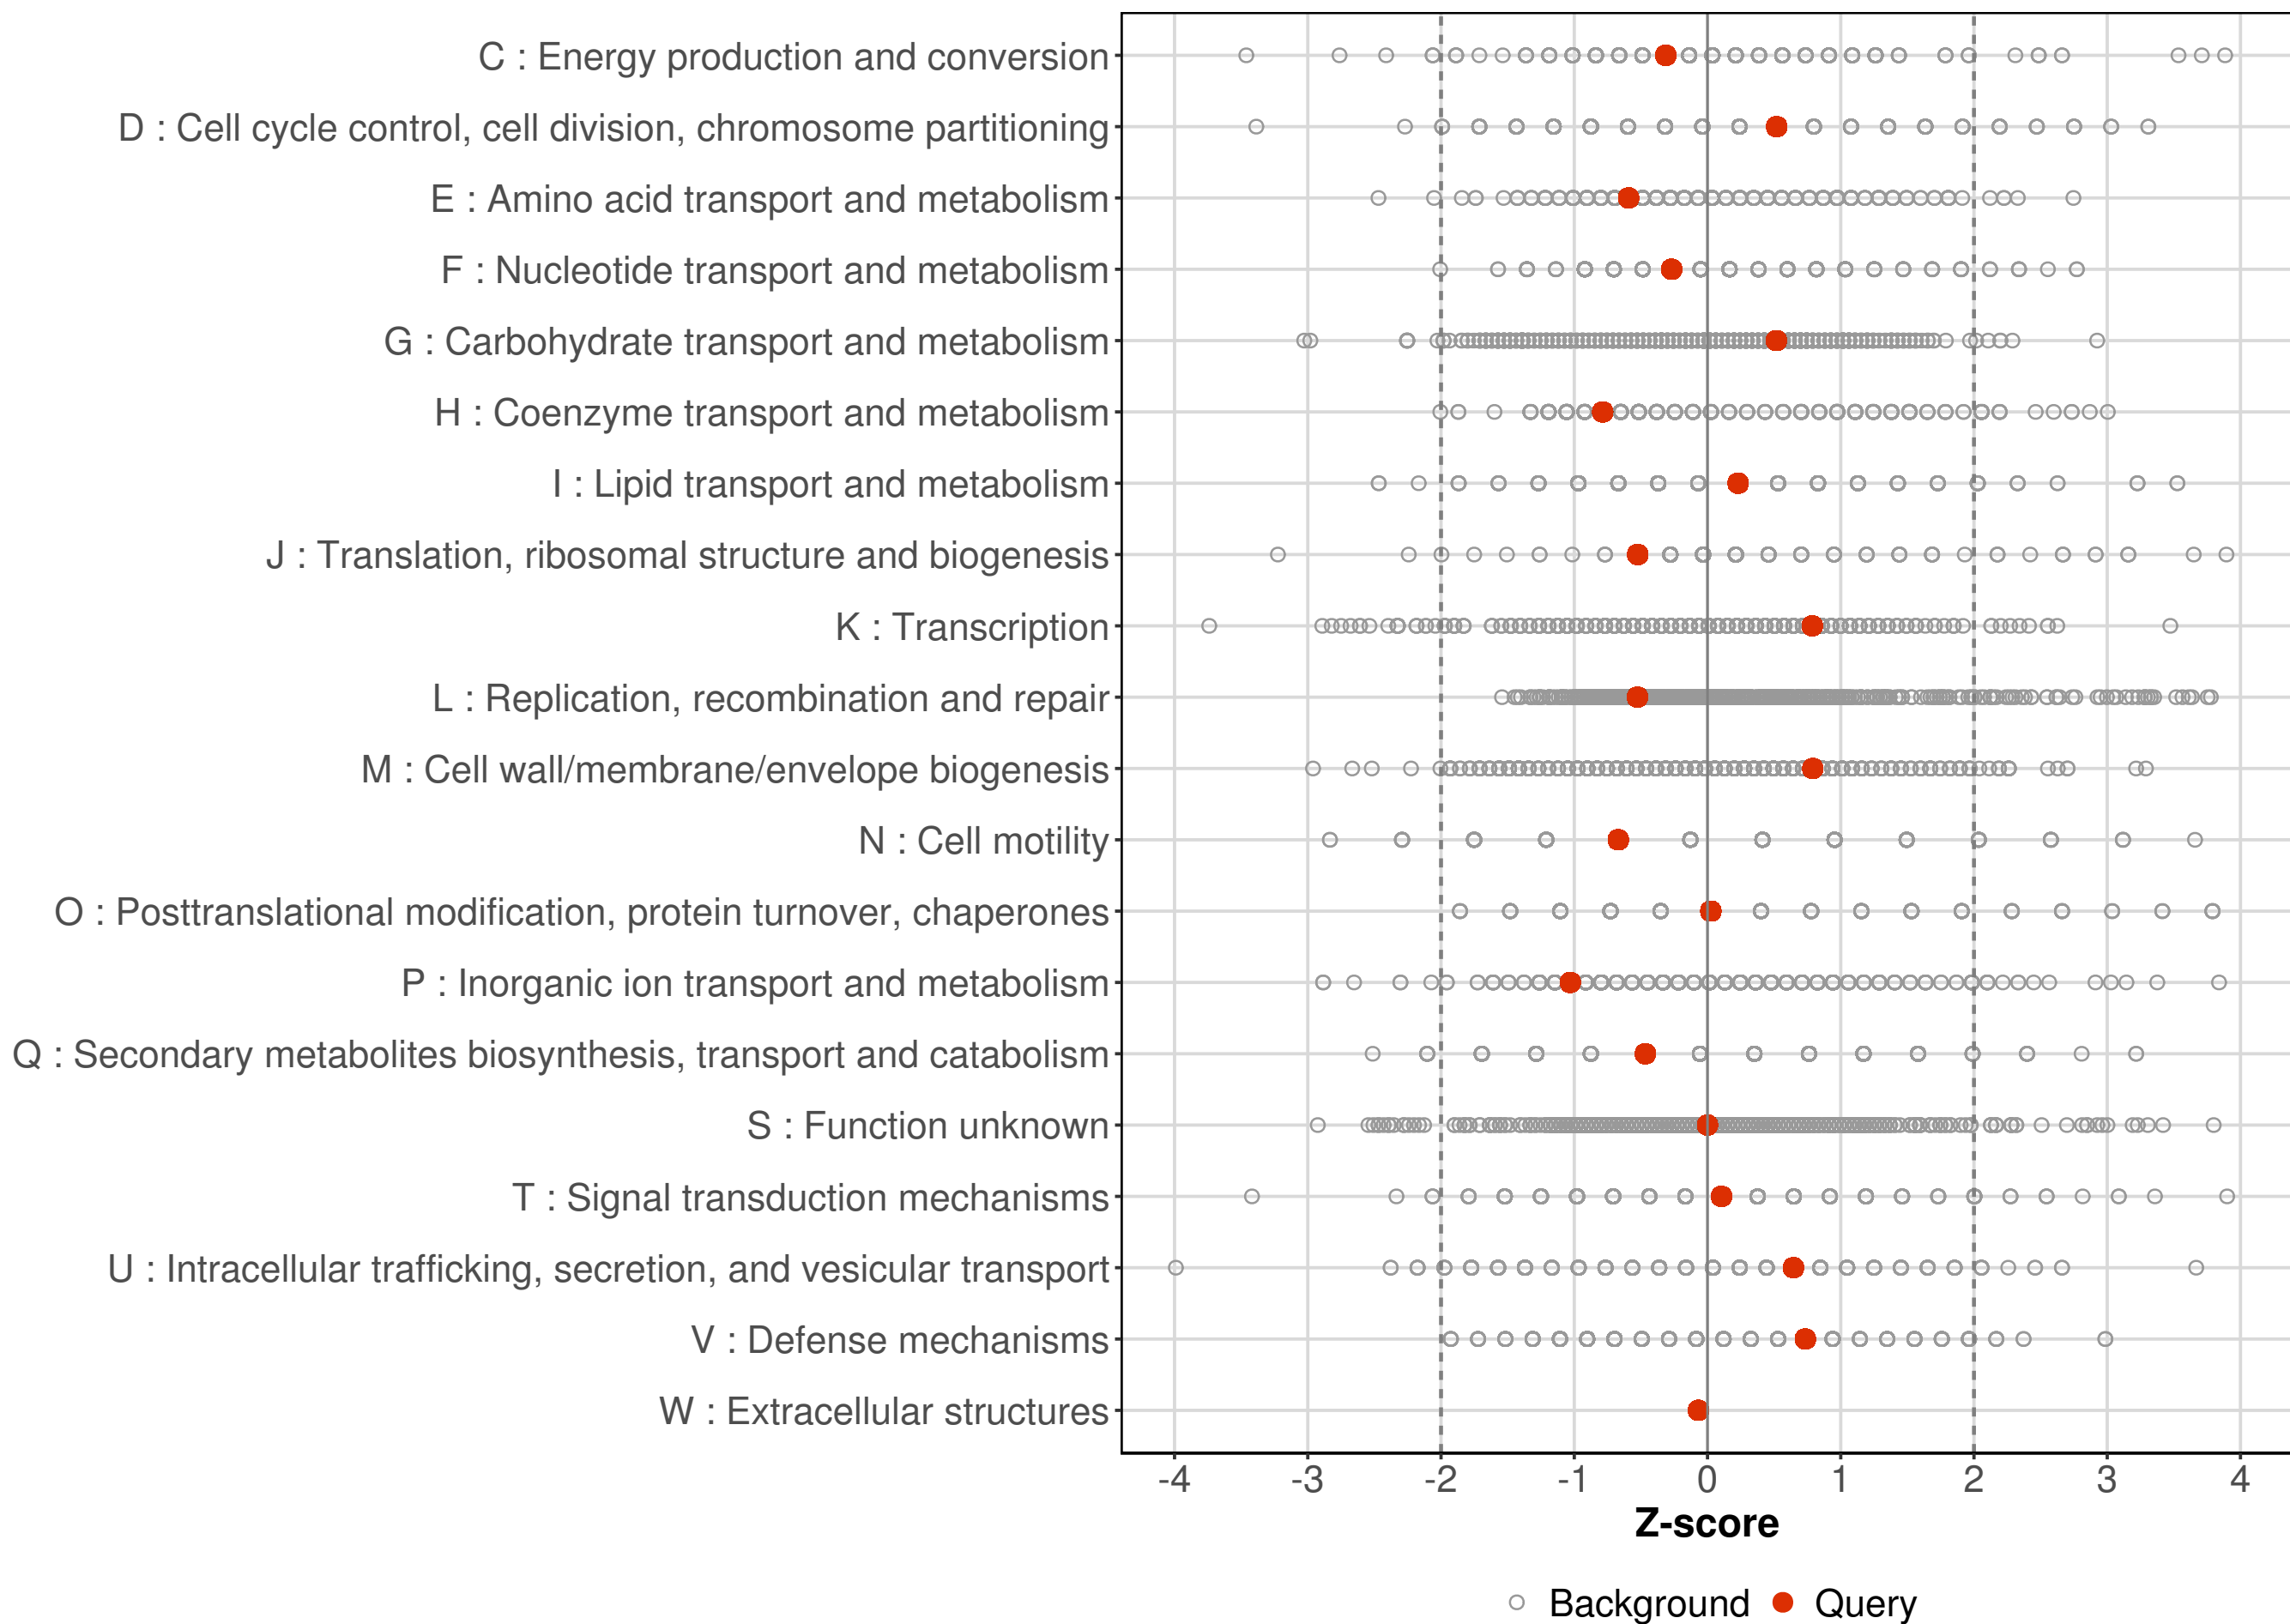 C : Energy production and conversion
D : Cell cycle control, cell division, chromosome partitioning
E : Amino acid transport and metabolism
F : Nucleotide transport and metabolism
G : Carbohydrate transport and metabolism
H : Coenzyme transport and metabolism
I : Lipid transport and metabolism
J : Translation, ribosomal structure and biogenesis
K : Transcription
L : Replication, recombination and repair
M : Cell wall/membrane/envelope biogenesis
N : Cell motility
O : Posttranslational modification, protein turnover, chaperones
P : Inorganic ion transport and metabolism
Q : Secondary metabolites biosynthesis, transport and catabolism
S : Function unknown
T : Signal transduction mechanisms
U : Intracellular trafficking, secretion, and vesicular transport
V : Defense mechanisms
W : Extracellular structures
-4 -3 -2 -1 0 1 2 3 4
Z-score
Background Query